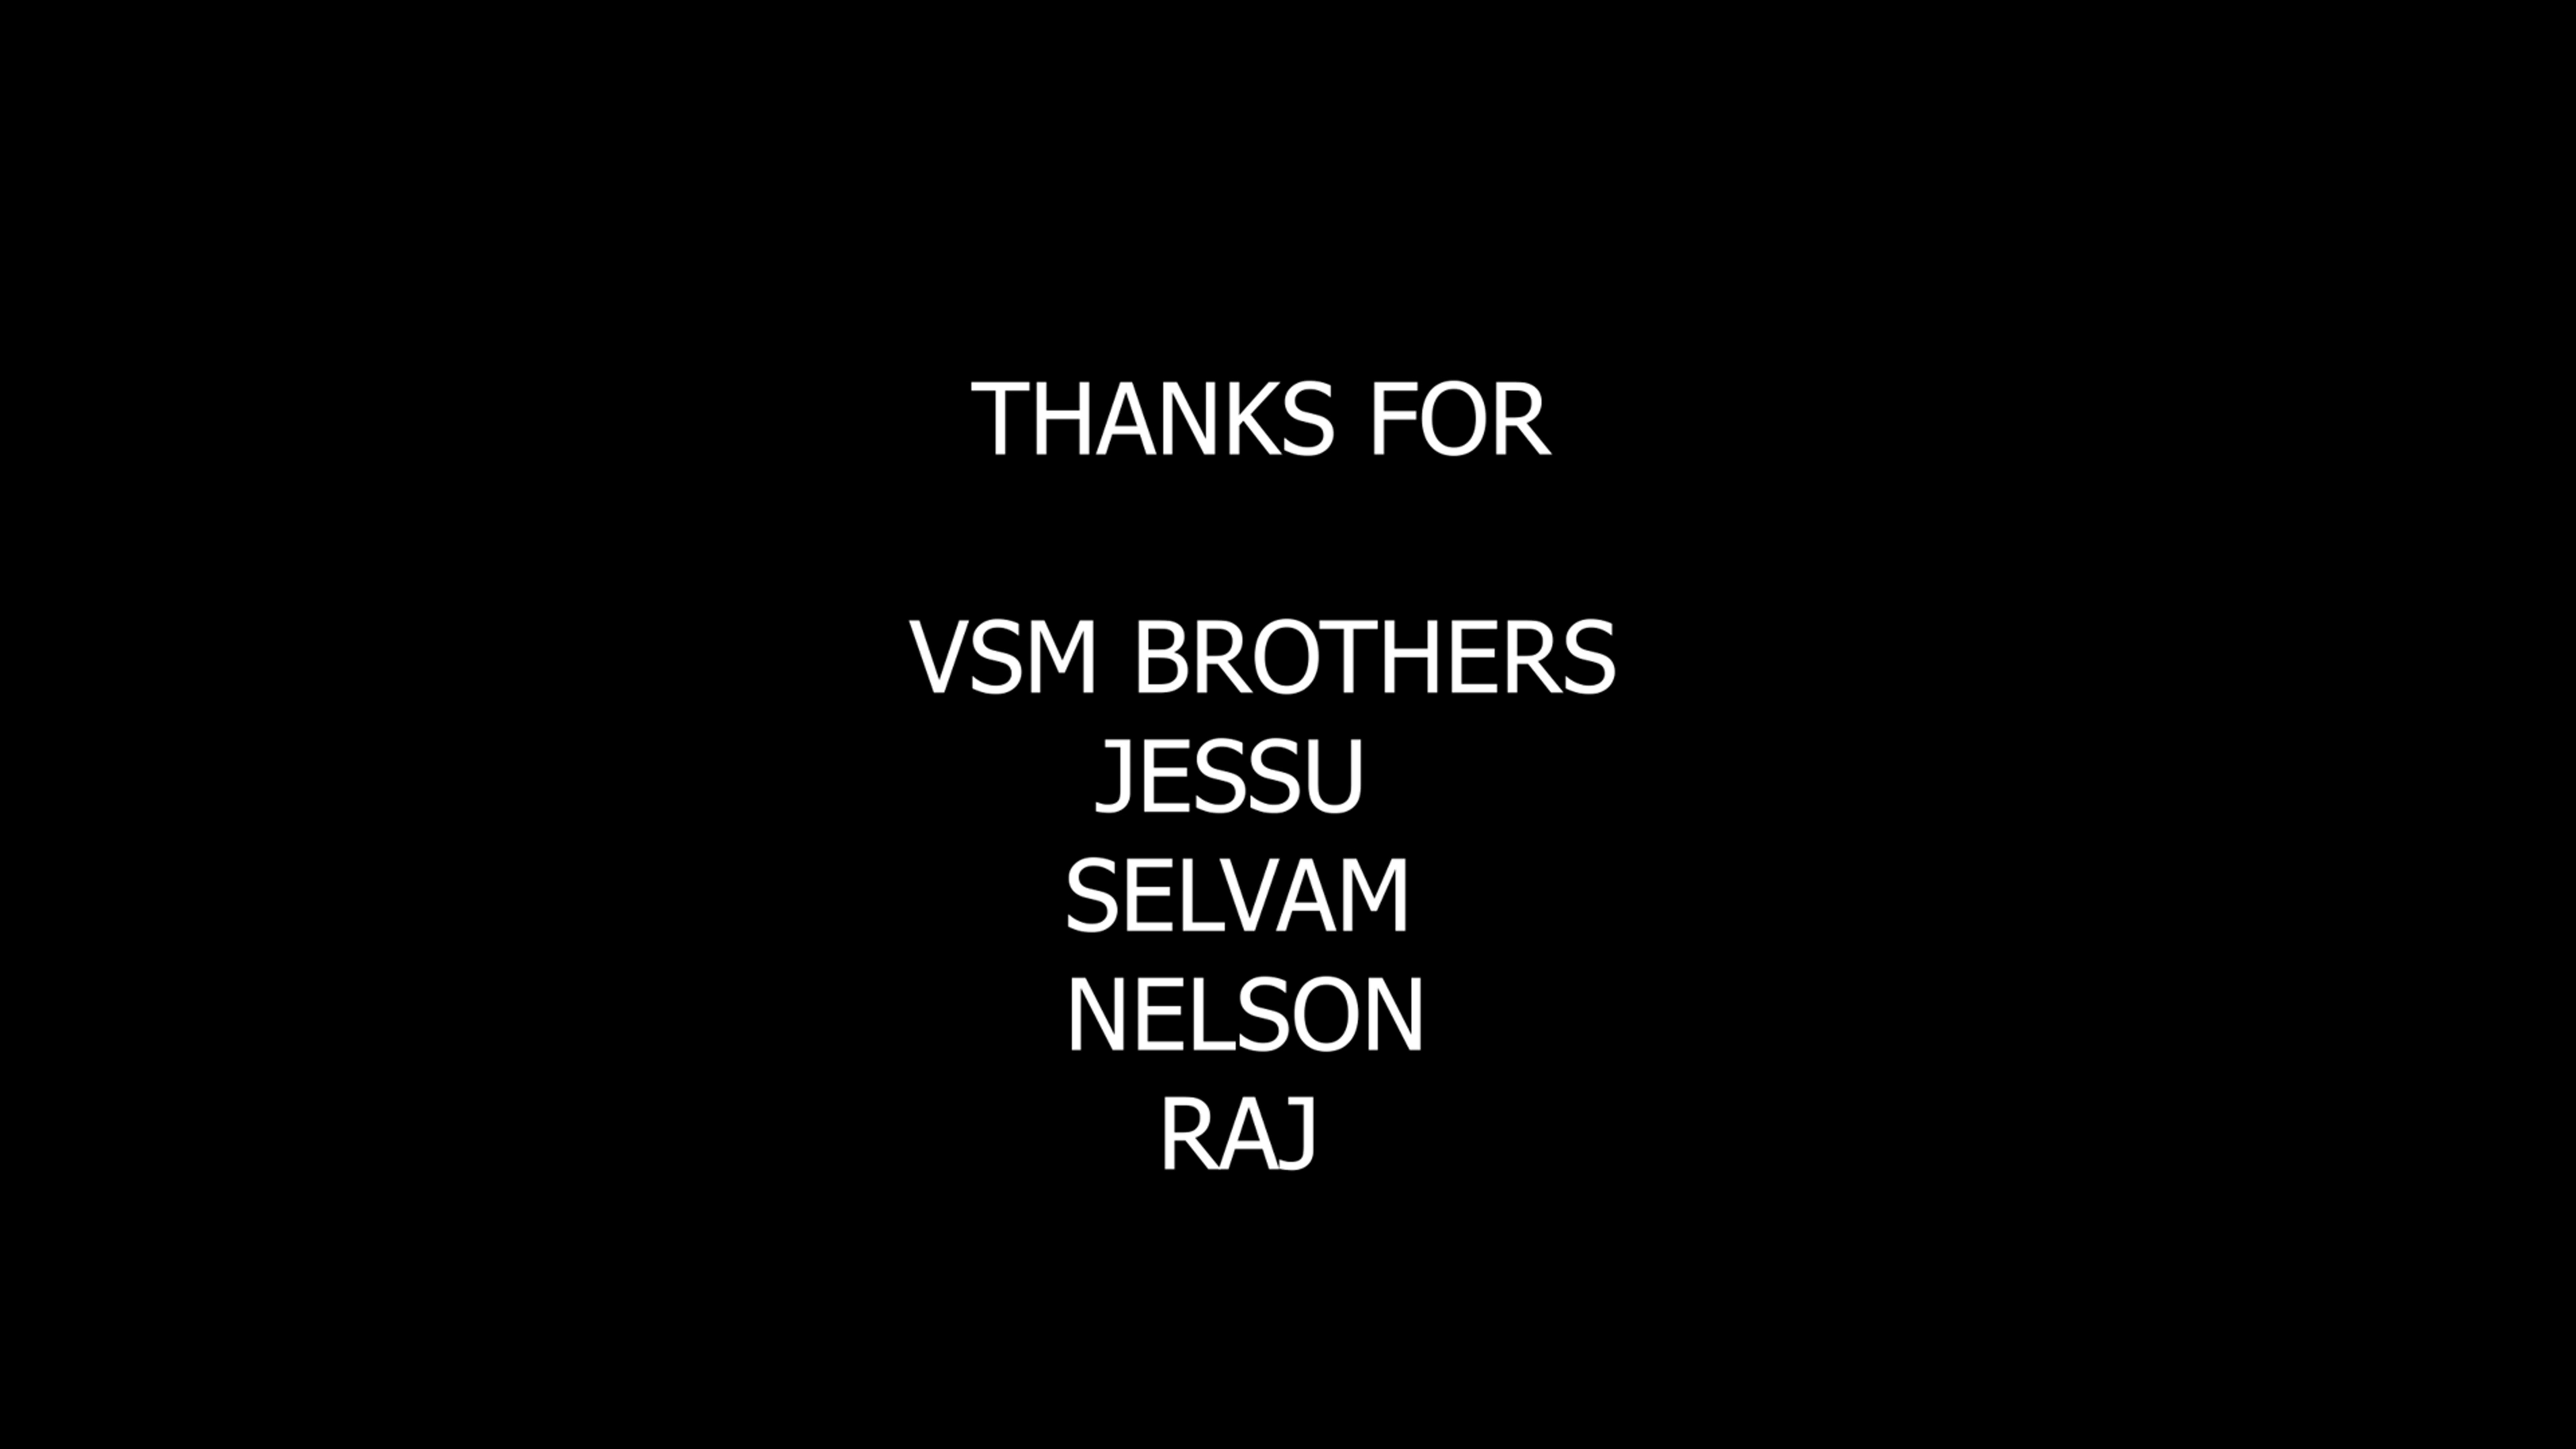 THANKS FOR
VSM BROTHERS
JESSU
SELVAM
NELSON
RAJ